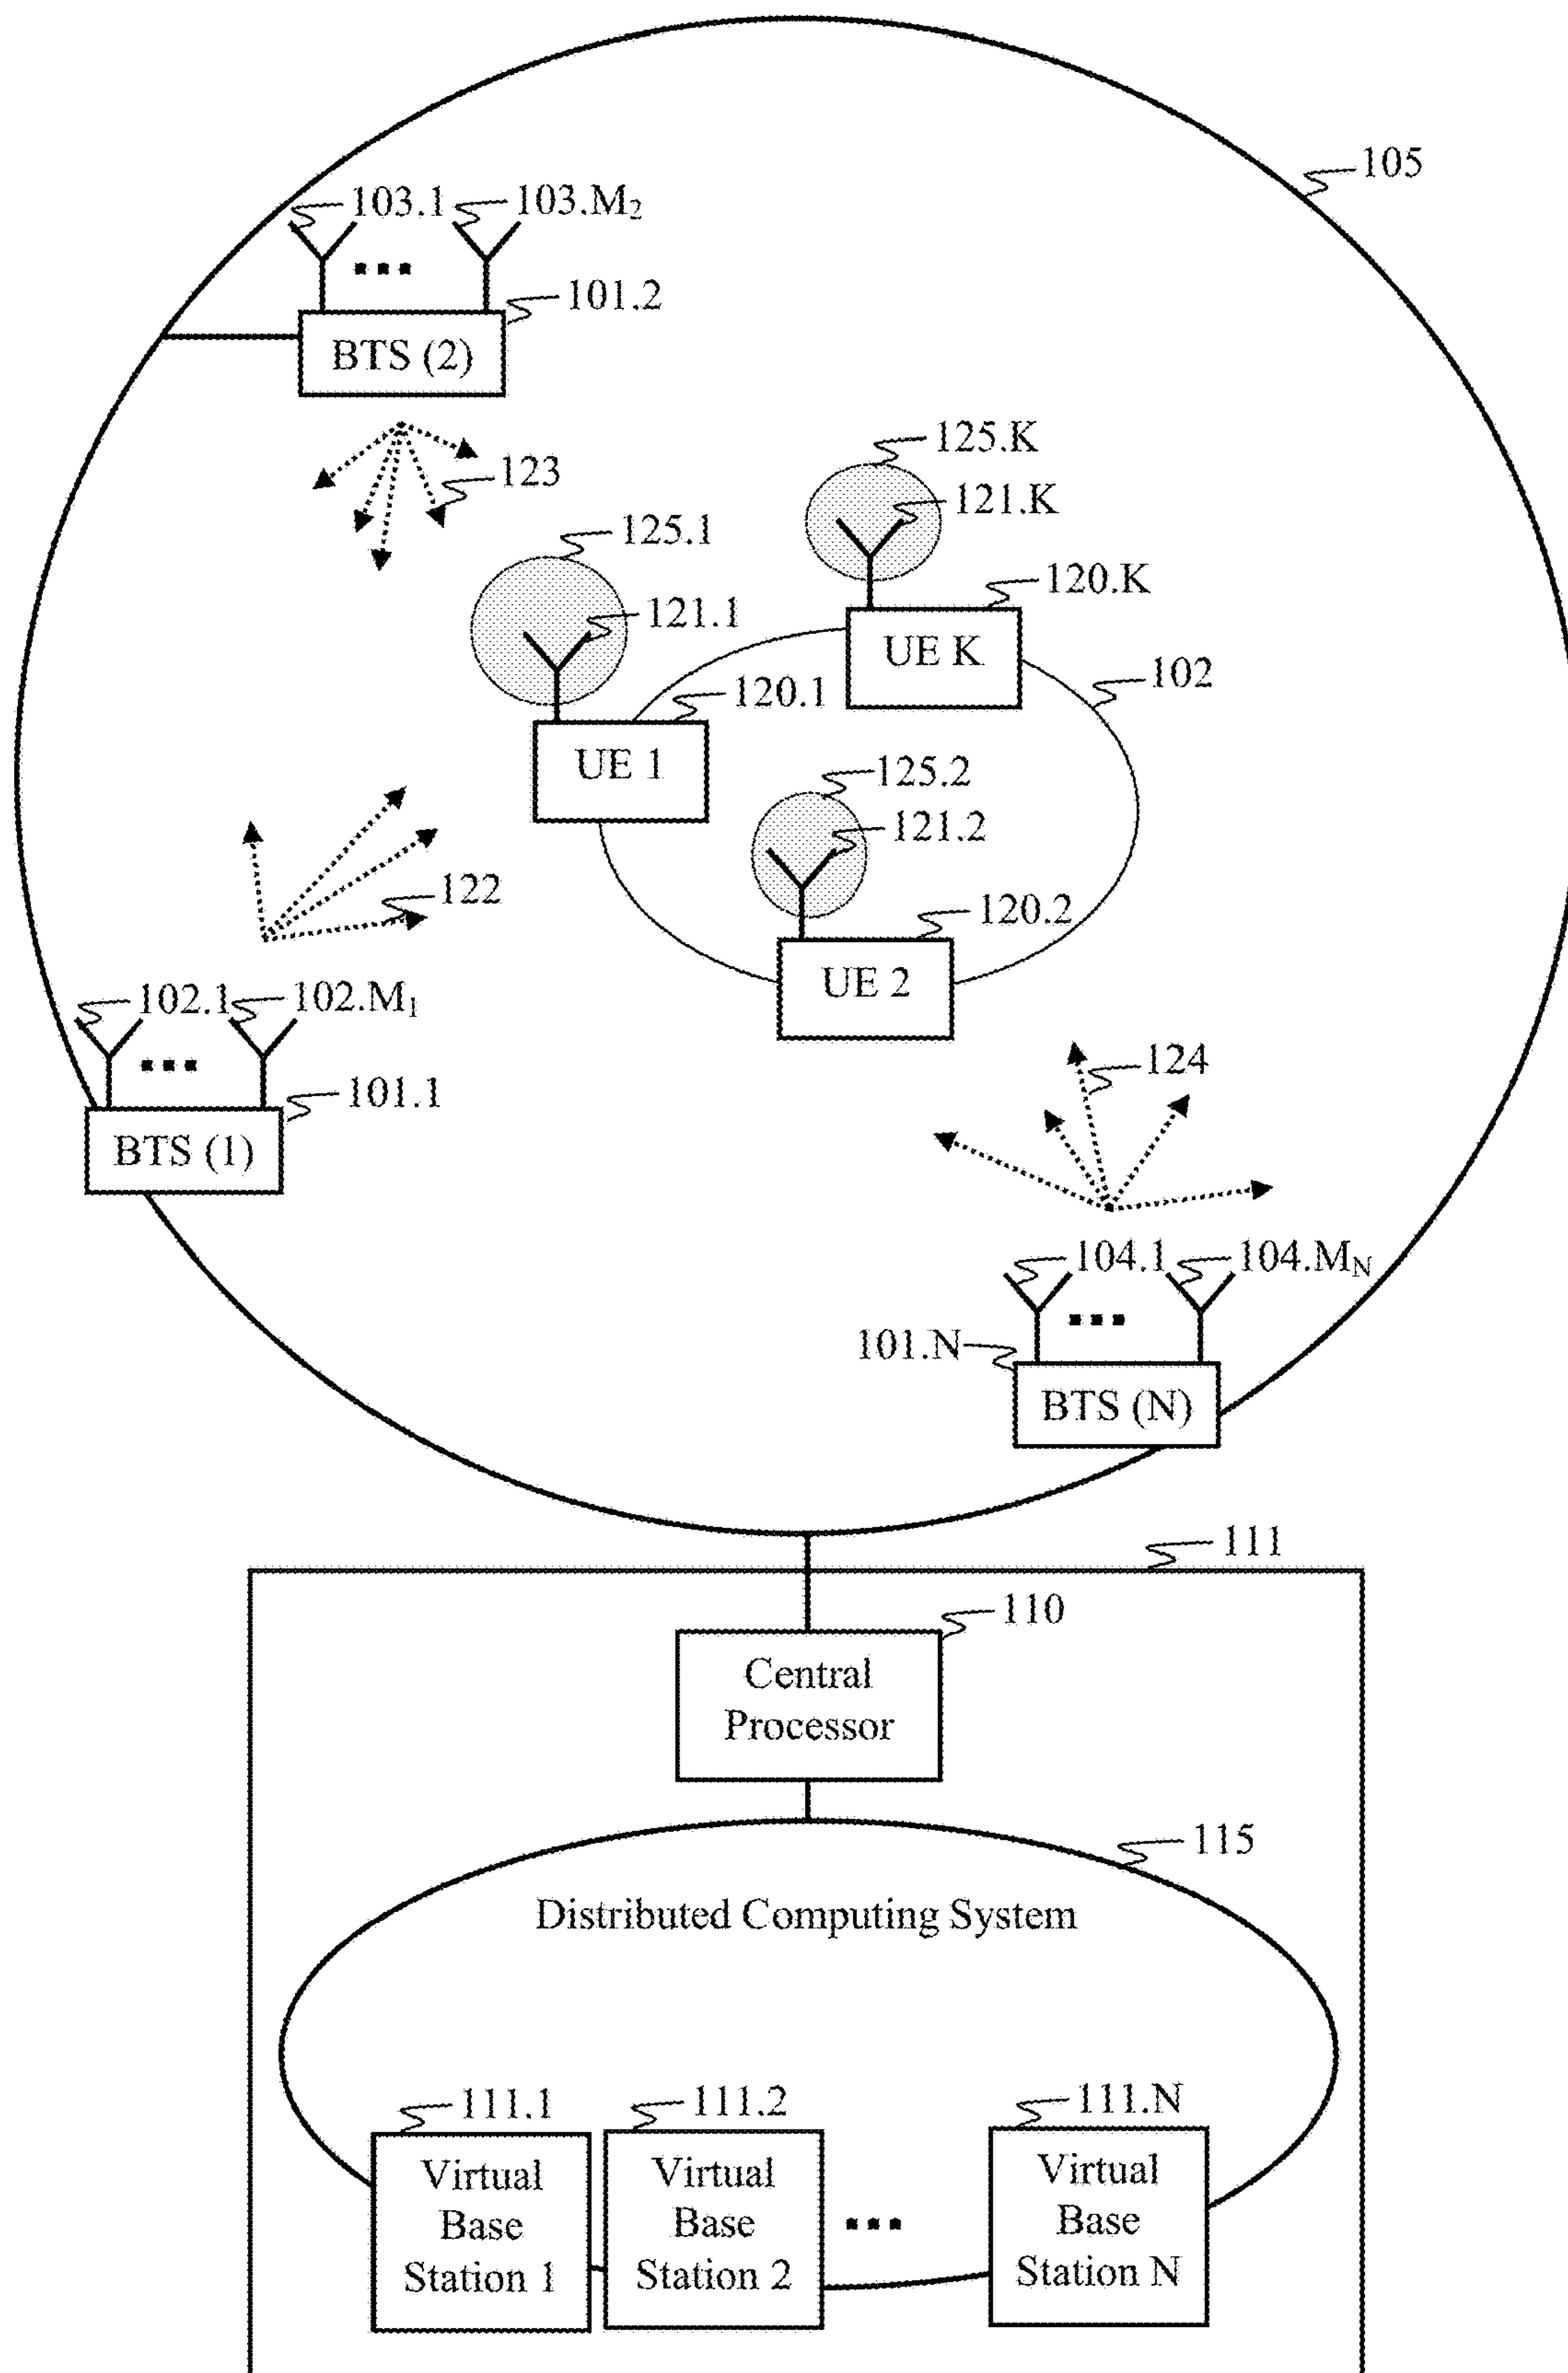 105
103.1
103.M₂
101.2
BTS (2)
123
125.K
121.K
125.1
120.K
121.1
UE K
102
120.1
UE 1
125.2
121.2
122
120.2
UE 2
102.1
102.M₁
124
101.1
BTS (1)
104.1
104.M_N
101.N
BTS (N)
111
110
Central
Processor
115
Distributed Computing System
111.1
111.2
111.N
Virtual
Base
Station 1
Virtual
Base
Station 2
Virtual
Base
Station N